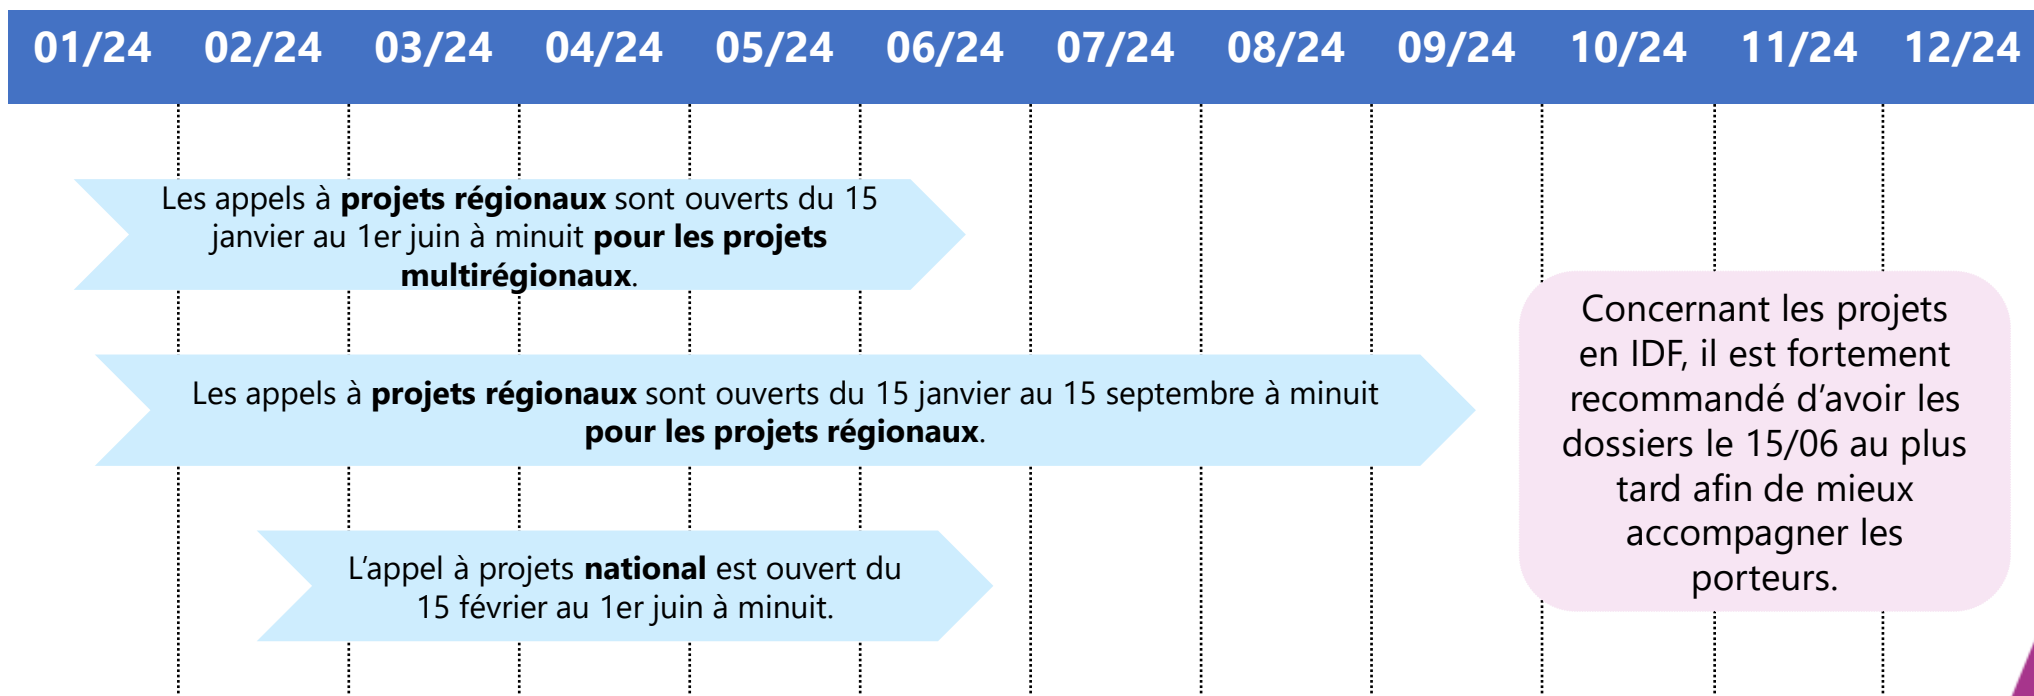 01/24 02/24 03/24 04/24 05/24 06/24 07/24 08/24 09/24 10/24 11/24 12/24
Les appels à projets régionaux sont ouverts du 15
janvier au 1er juin à minuit pour les projets
multirégionaux.
Les appels à projets régionaux sont ouverts du 15 janvier au 15 septembre à minuit
pour les projets régionaux.
L’appel à projets national est ouvert du
15 février au 1er juin à minuit.
Concernant les projets
en IDF, il est fortement
recommandé d’avoir les
dossiers le 15/06 au plus
tard afin de mieux
accompagner les
porteurs.